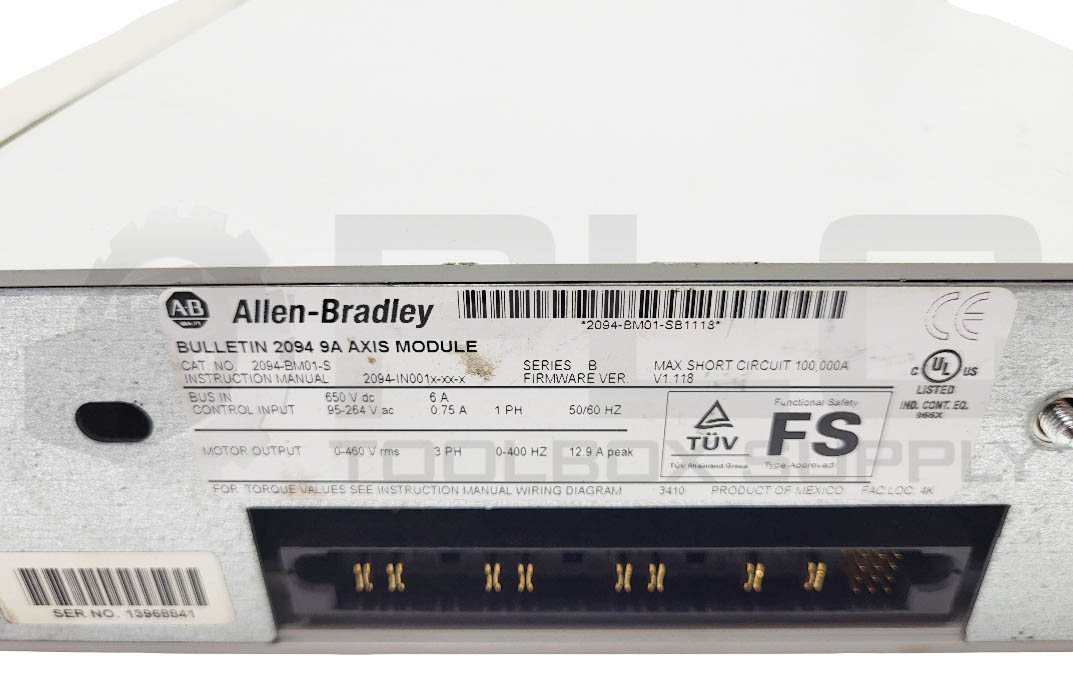 PLC
TOOLBOX SUPPLY
AB
QUALITY
Allen-Bradley
*2094-BM01-SB1118*
BULLETIN 2094 9A AXIS MODULE
CAT. NO. 2094-BM01-S SERIES B MAX SHORT CIRCUIT 100,000A
INSTRUCTION MANUAL 2094-IN001x-xx-x FIRMWARE VER. V1.118
BUS IN 650 V dc 6 A
CONTROL INPUT 95-264 V ac 0.75 A 1 PH 50/60 HZ
MOTOR OUTPUT 0-460 V rms 3 PH 0-400 HZ 12.9 A peak
FOR TORQUE VALUES SEE INSTRUCTION MANUAL WIRING DIAGRAM 3410 PRODUCT OF MEXICO FAC LOC: 4K
TÜV
TÜV Rheinland Group
Functional Safety
FS
Type Approved
CE
C UL US
LISTED
IND. CONT. EQ.
966X
SER NO. 13968841